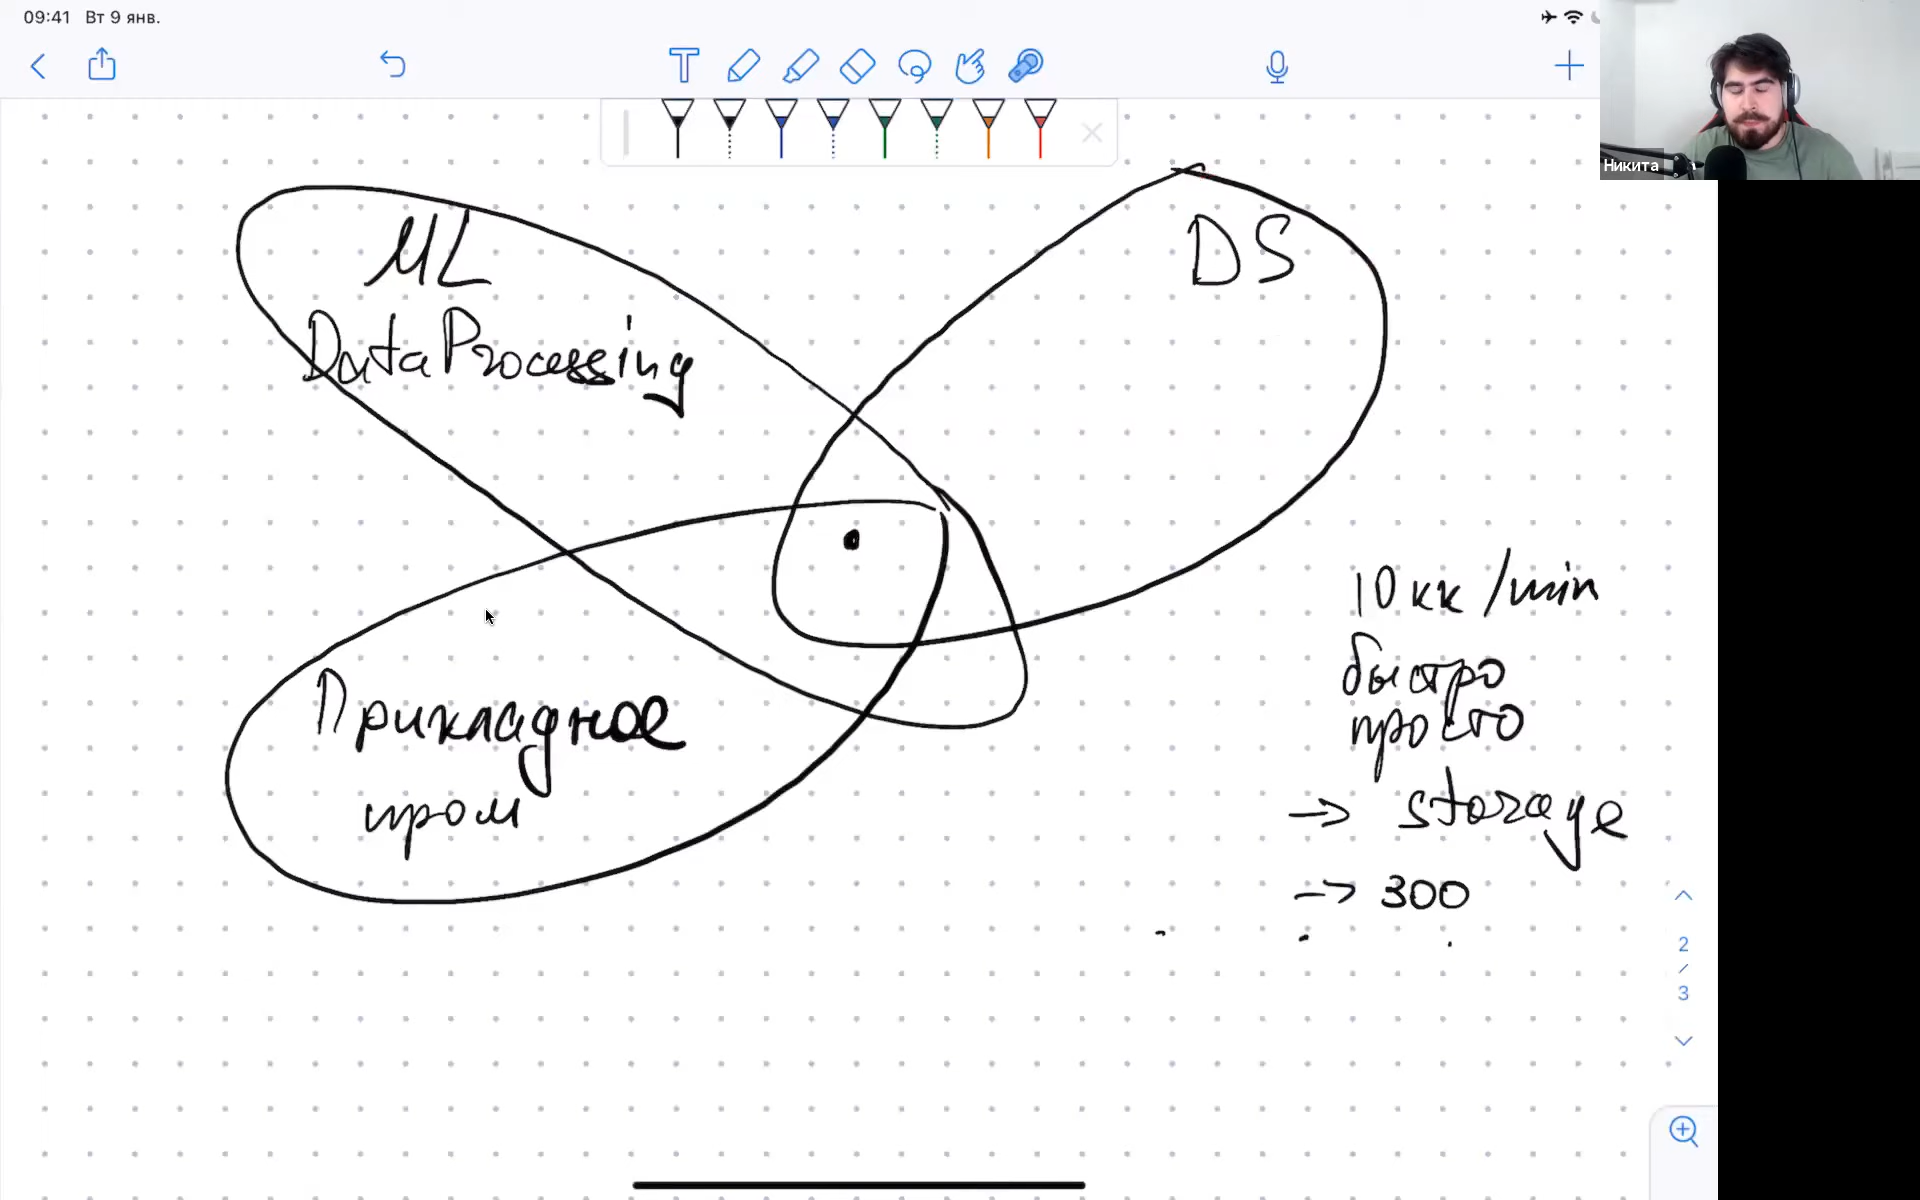 09:41 Вт 9 янв.
Никита
ML
DataProcessing
DS
Прикладное
пром
10кк/min
быстро
просто
→ storage
→ 300
2
/
3